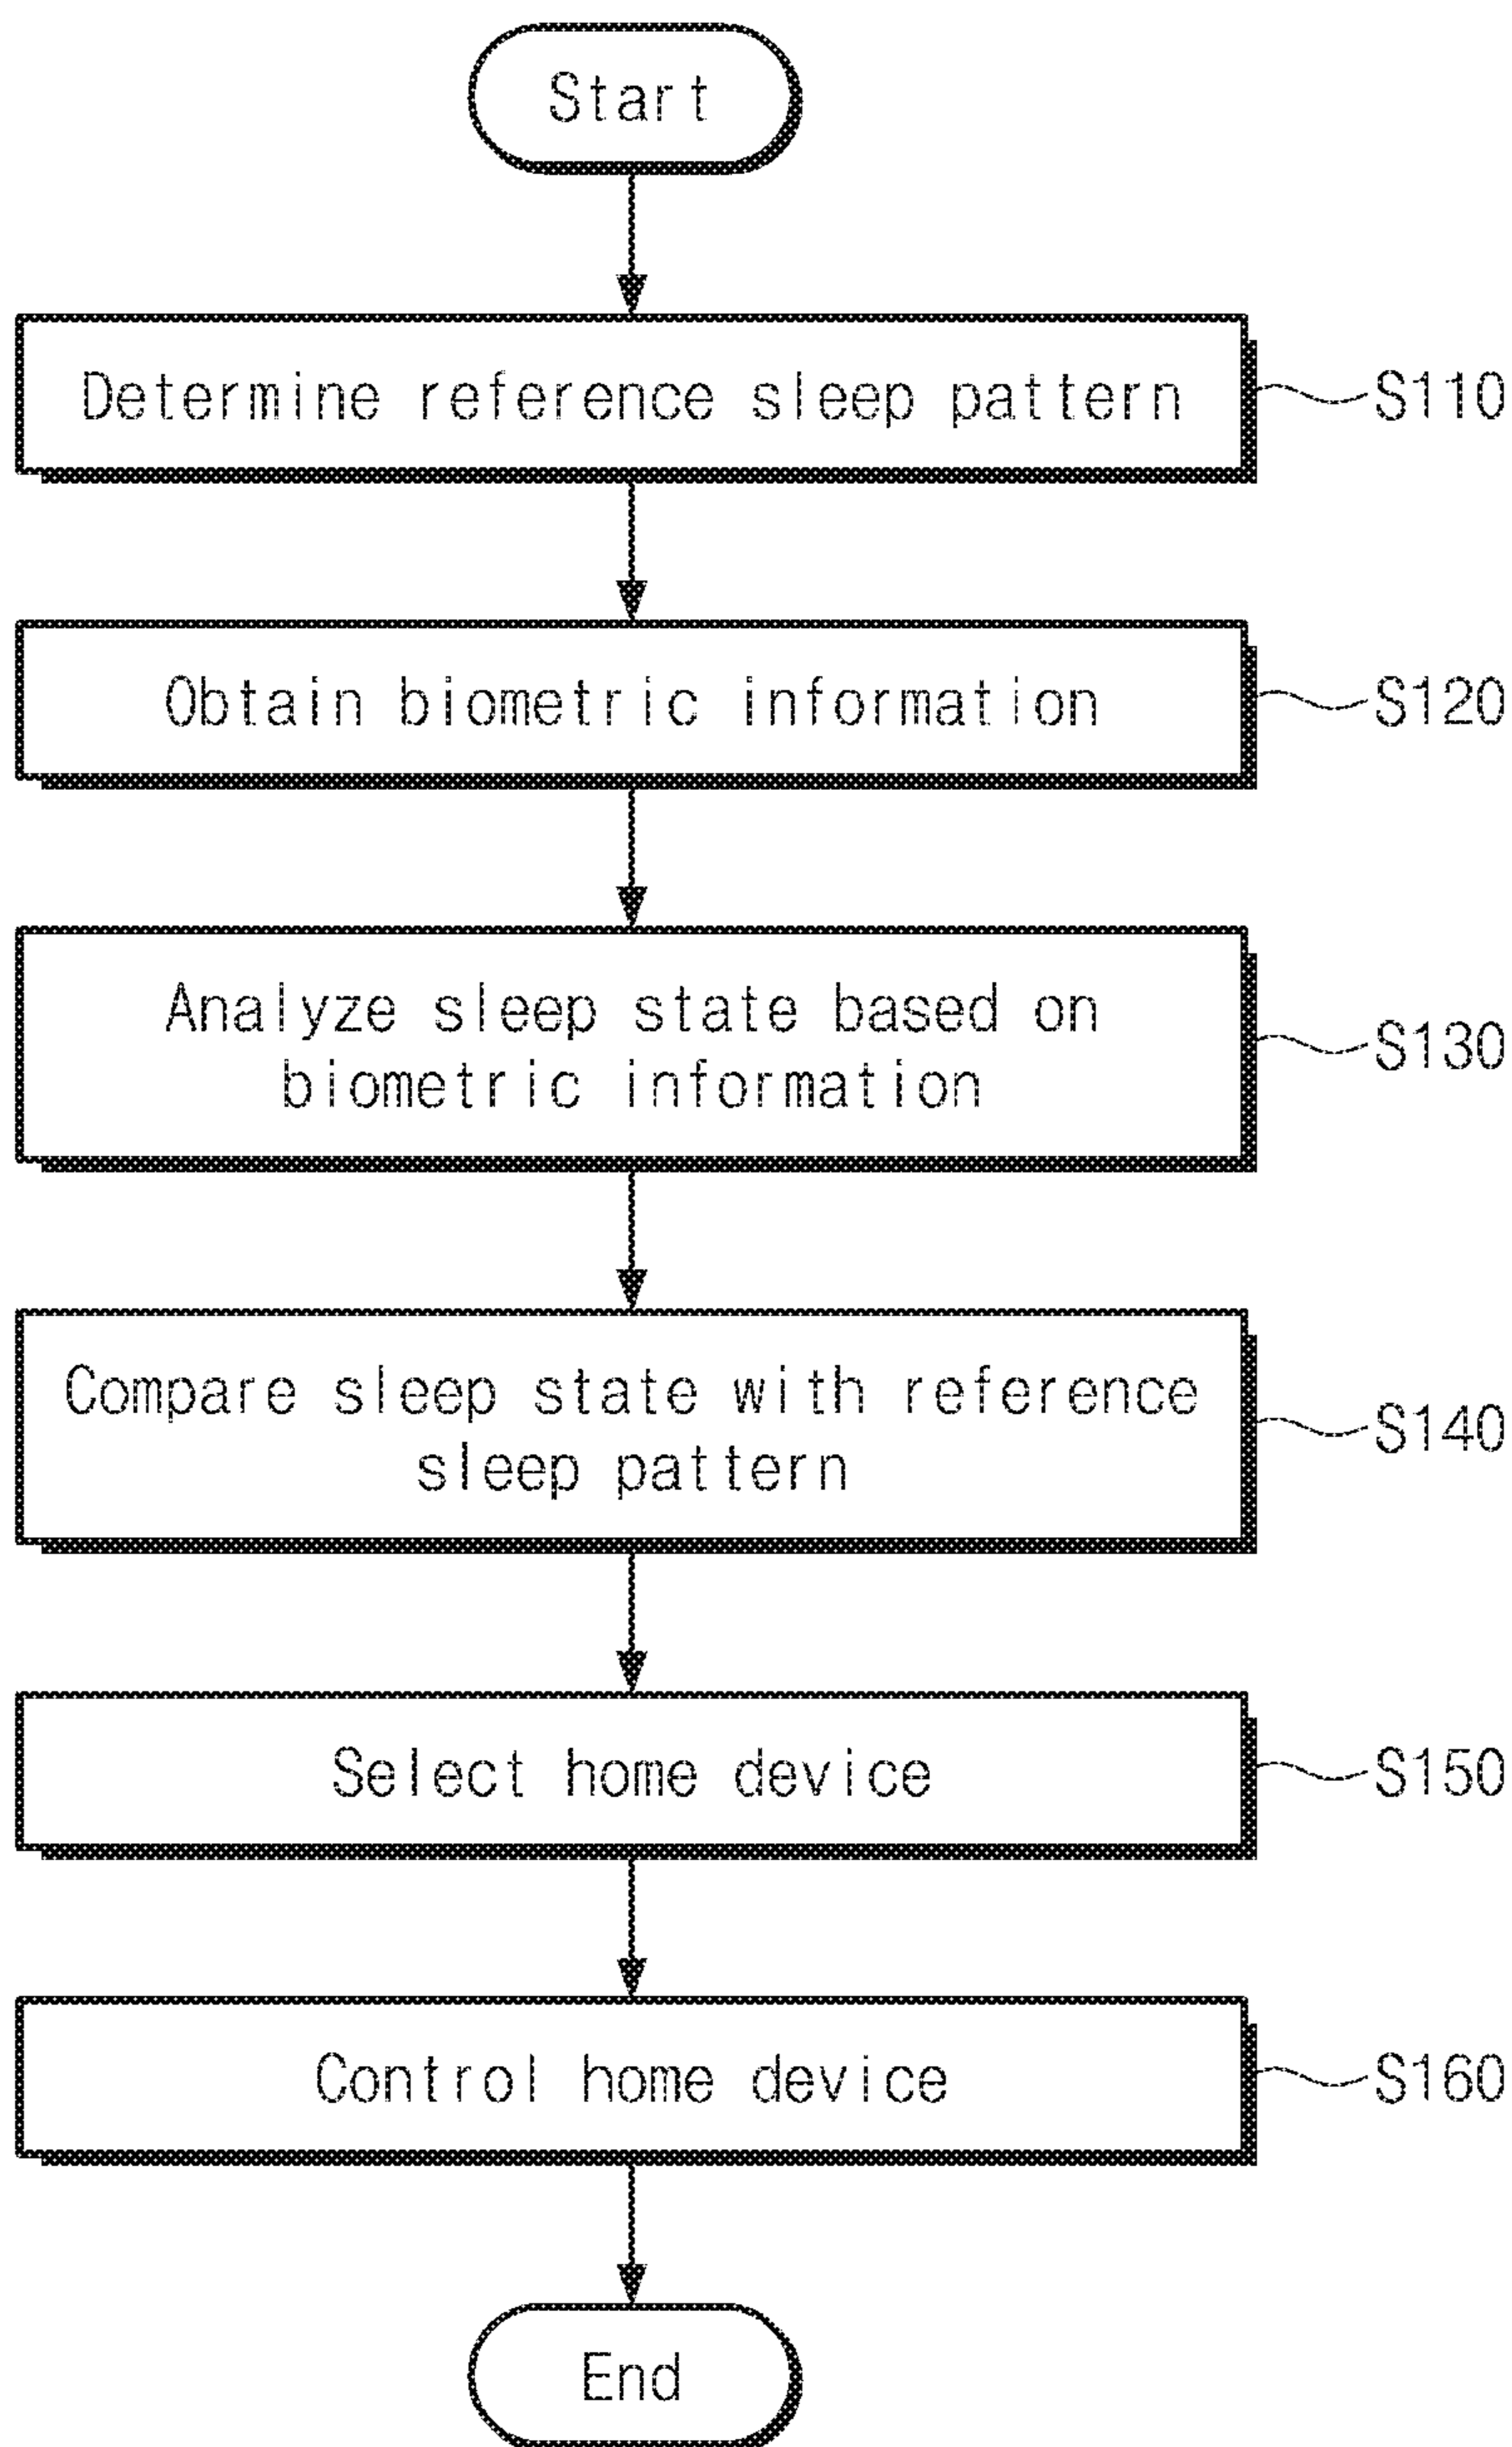 Start
Determine reference sleep pattern
S110
Obtain biometric information
S120
Analyze sleep state based on
biometric information
S130
Compare sleep state with reference
sleep pattern
S140
Select home device
S150
Control home device
S160
End